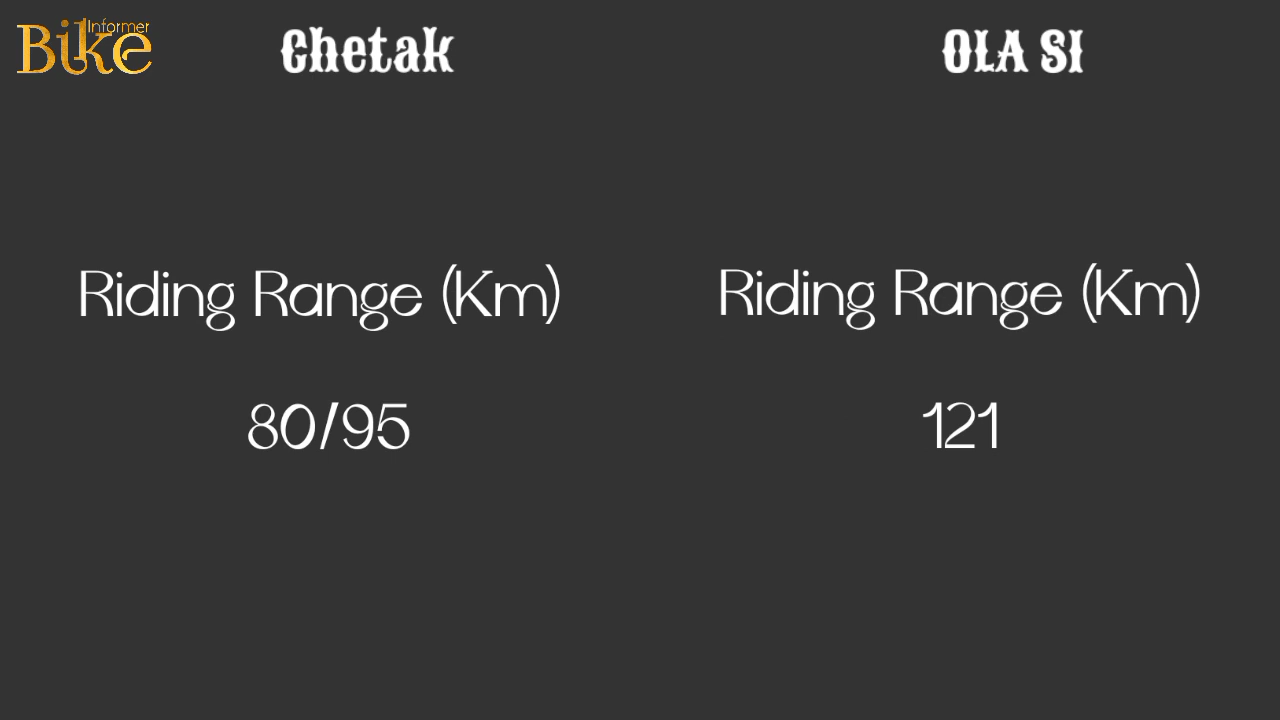 Bike Informer
Chetak
OLA S1
Riding Range (Km)
Riding Range (Km)
80/95
121